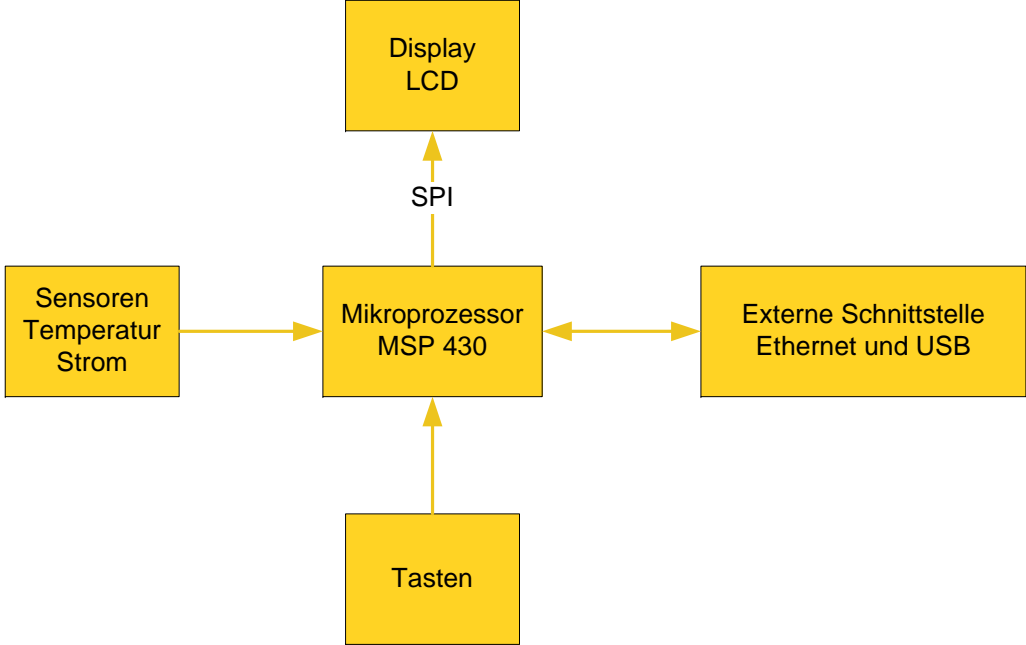 Display
LCD
SPI
Sensoren
Temperatur
Strom
Mikroprozessor
MSP 430
Externe Schnittstelle
Ethernet und USB
Tasten